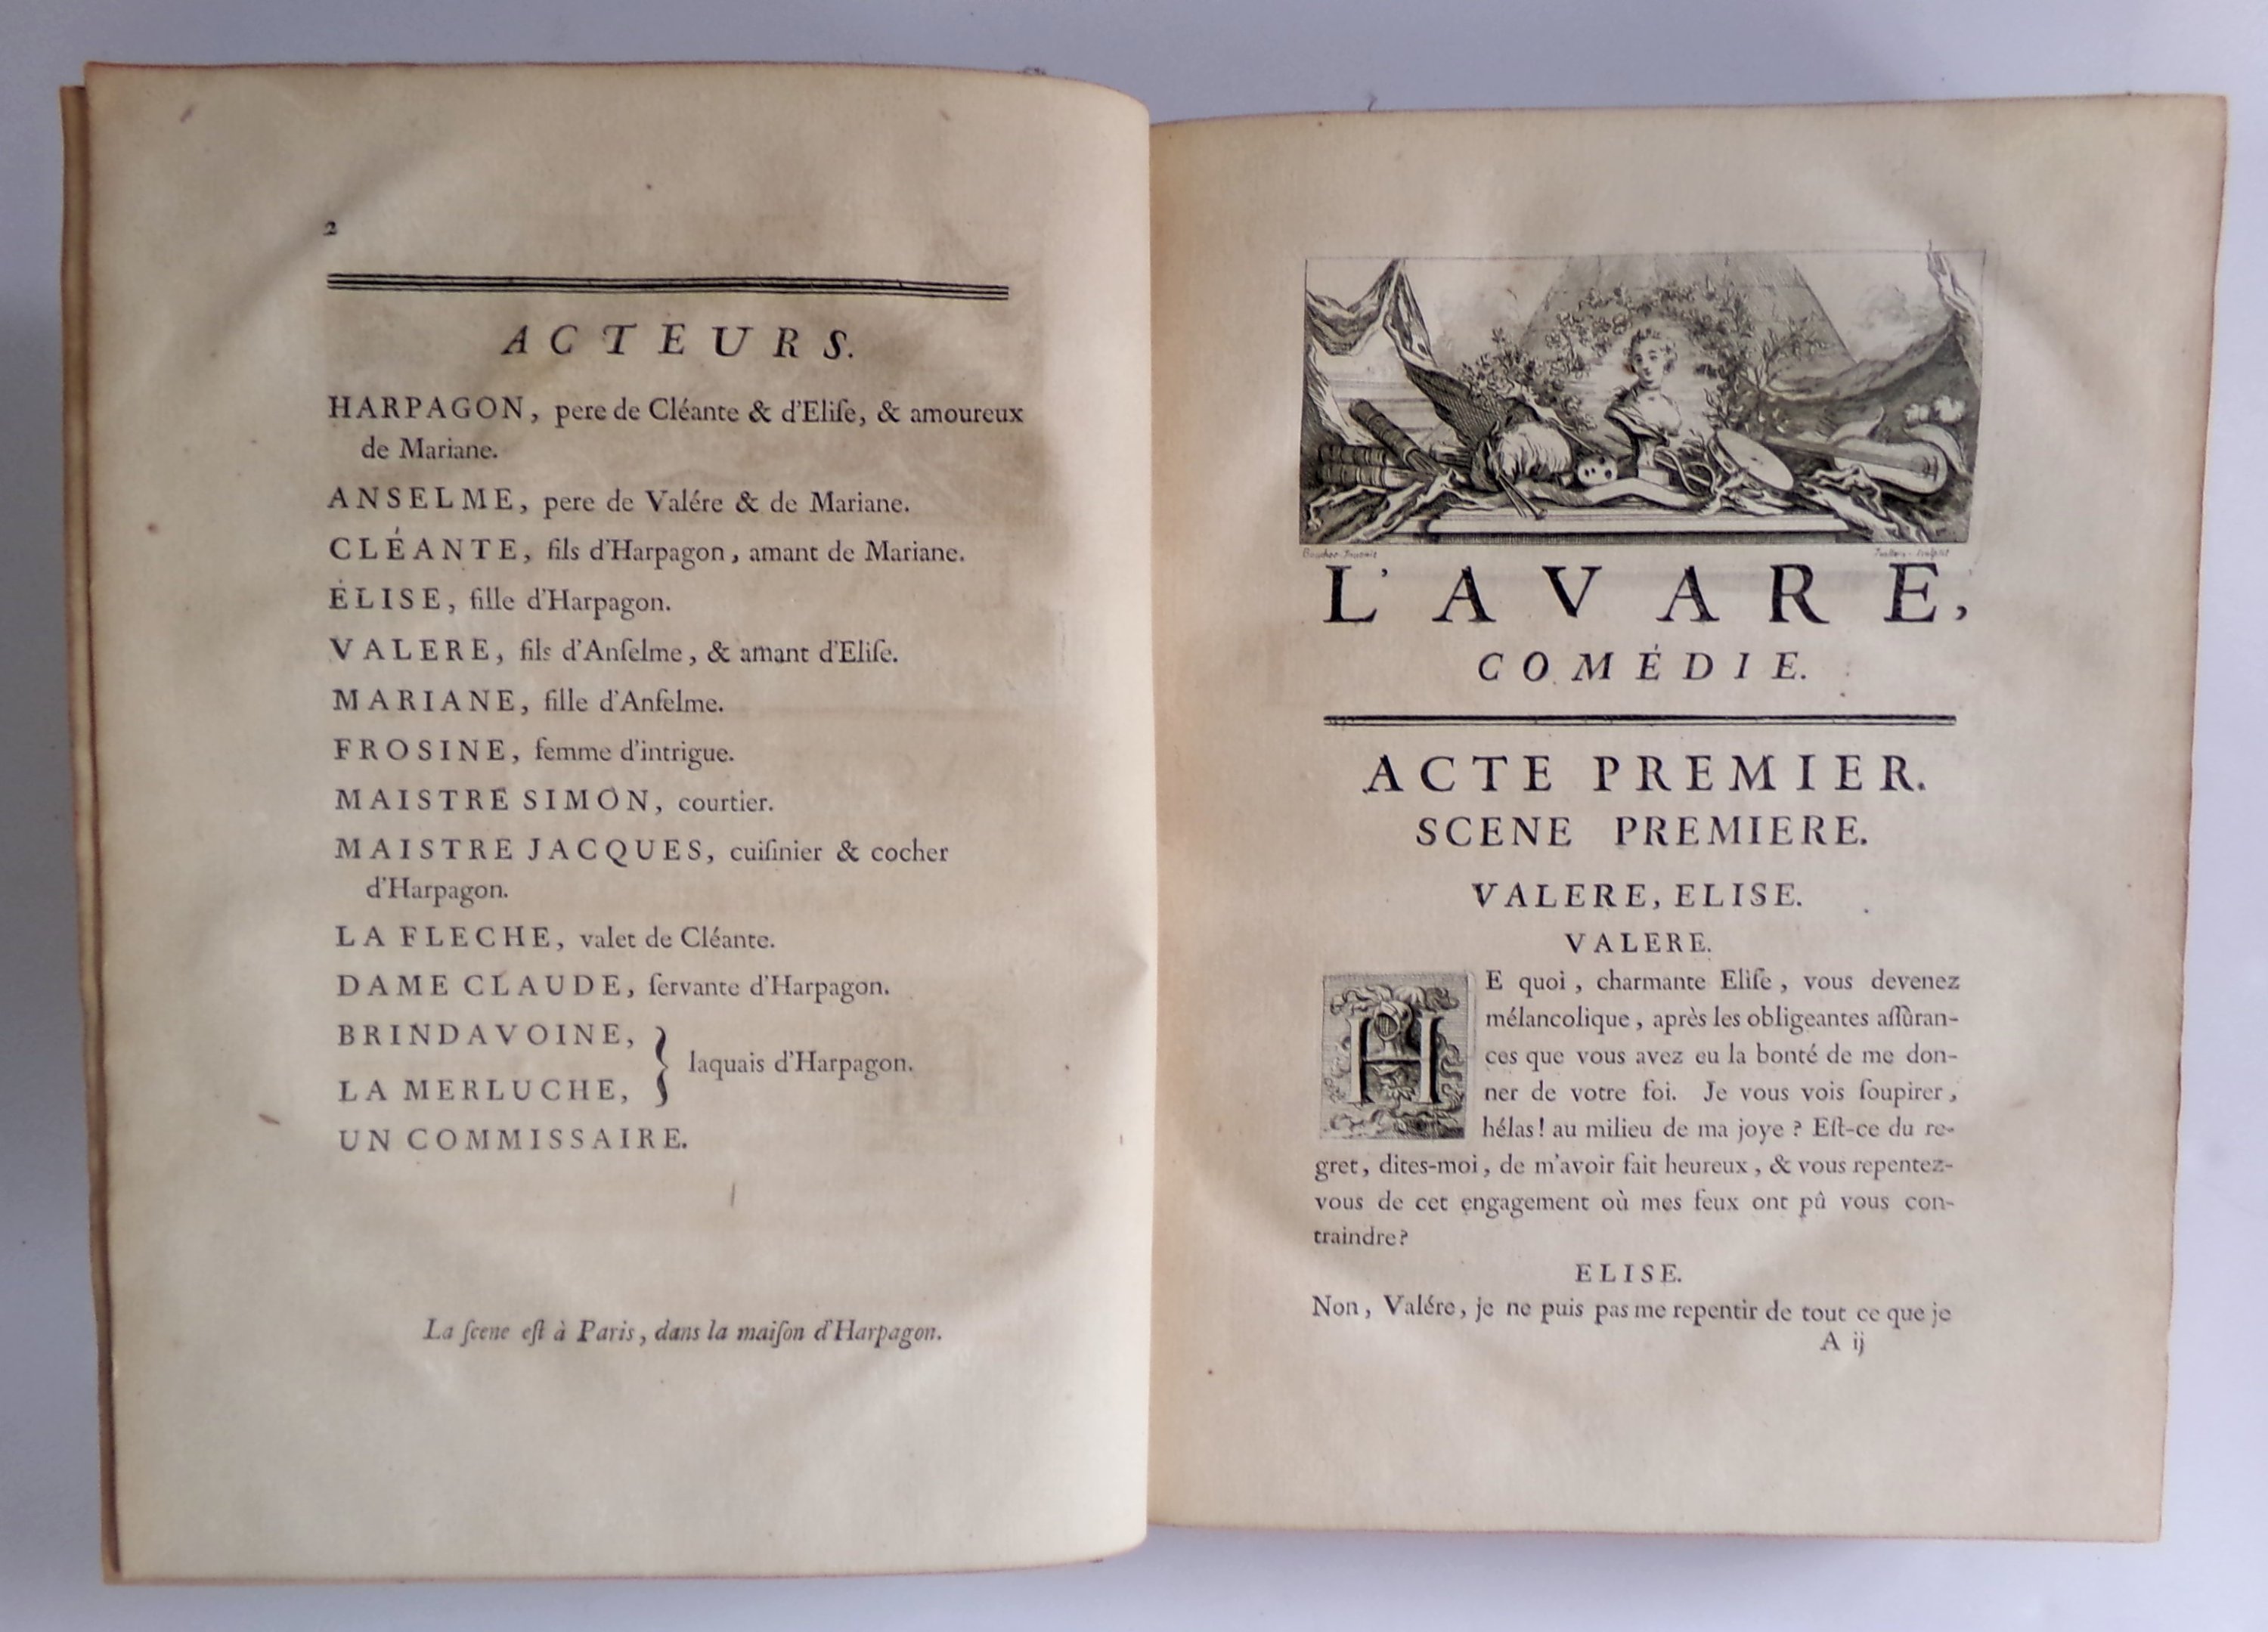 2
ACTEURS.
HARPAGON, pere de Cléante & d'Eliſe, & amoureux
de Mariane.
ANSELME, pere de Valére & de Mariane.
CLÉANTE, fils d'Harpagon, amant de Mariane.
ÉLISE, fille d'Harpagon.
VALERE, fils d'Anſelme, & amant d'Eliſe.
MARIANE, fille d'Anſelme.
FROSINE, femme d'intrigue.
MAISTRE SIMON, courtier.
MAISTRE JACQUES, cuiſinier & cocher
d'Harpagon.
LA FLECHE, valet de Cléante.
DAME CLAUDE, ſervante d'Harpagon.
BRINDAVOINE,
LA MERLUCHE, } laquais d'Harpagon.
UN COMMISSAIRE.
La ſcene eſt à Paris, dans la maiſon d'Harpagon.
L'AVARE,
COMÉDIE.
ACTE PREMIER.
SCENE PREMIERE.
VALERE, ELISE.
VALERE.
HE quoi, charmante Eliſe, vous devenez
mélancolique, après les obligeantes aſſûran-
ces que vous avez eu la bonté de me don-
ner de votre foi. Je vous vois ſoupirer,
hélas! au milieu de ma joye? Eſt-ce du re-
gret, dites-moi, de m'avoir fait heureux, & vous repentez-
vous de cet engagement où mes feux ont pû vous con-
traindre?
ELISE.
Non, Valére, je ne puis pas me repentir de tout ce que je
A ij